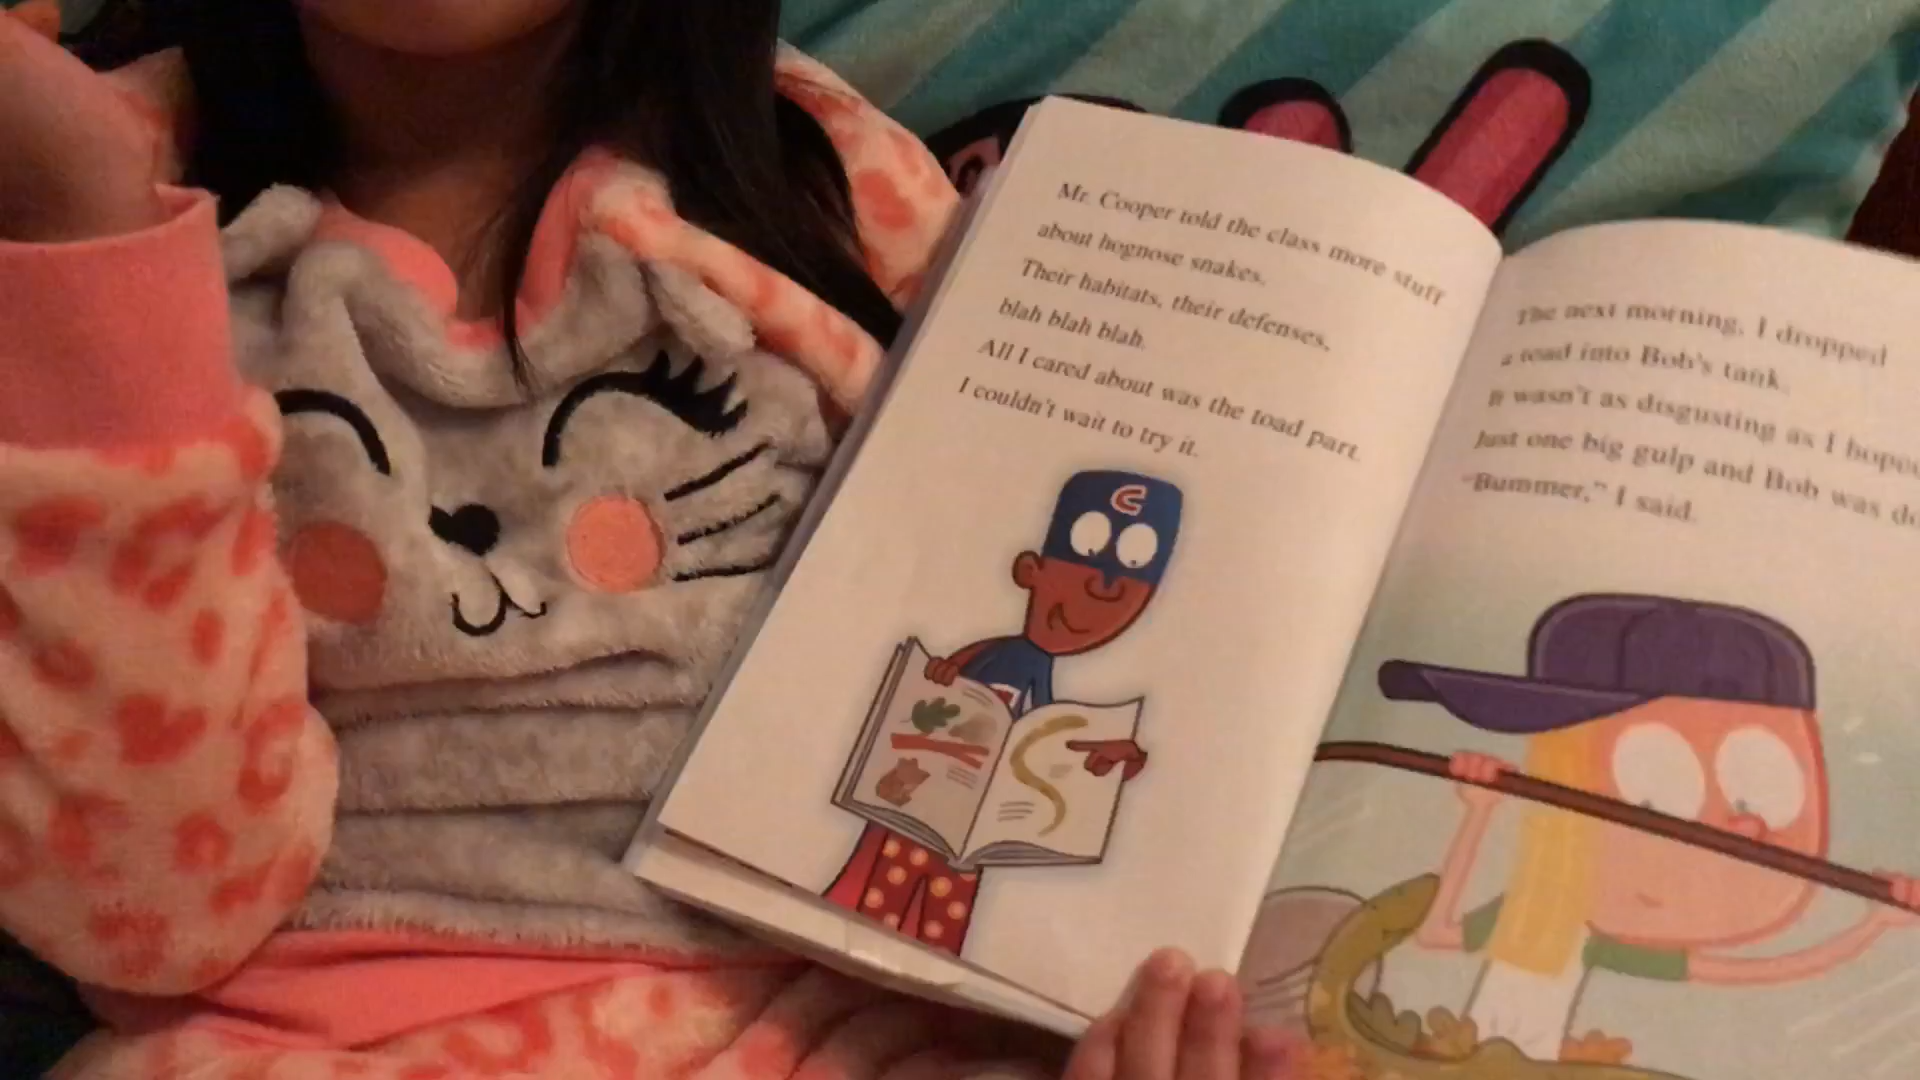 Mr. Cooper told the class more stuff
about hognose snakes.
Their habitats, their defenses,
blah blah blah.
All I cared about was the toad part.
I couldn't wait to try it.
C
The next morning, I dropped
a toad into Bob's tank.
It wasn't as disgusting as I hoped
Just one big gulp and Bob was do
"Bummer," I said.